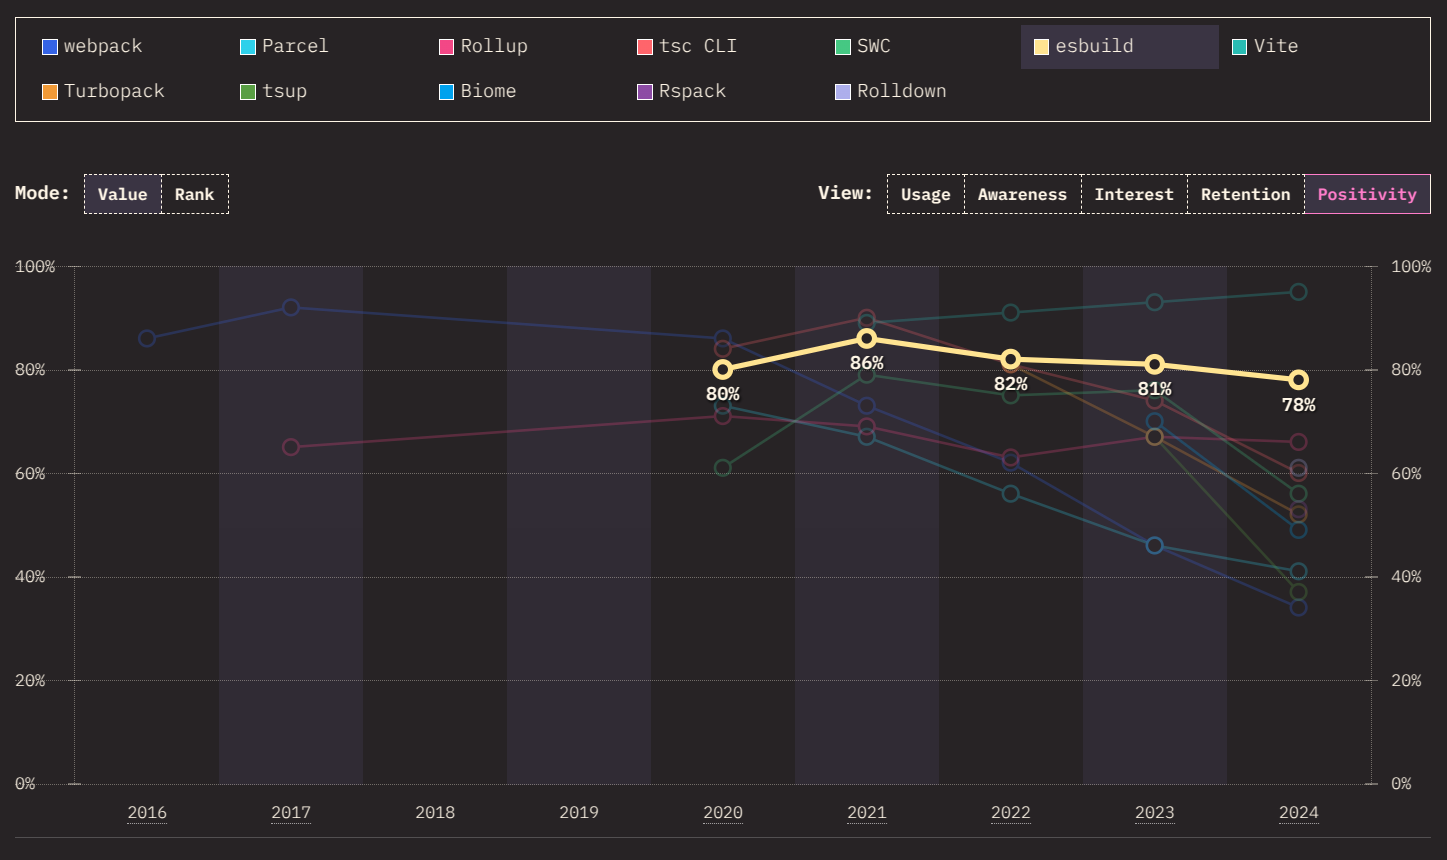 webpack Parcel Rollup tsc CLI SWC esbuild Vite
Turbopack tsup Biome Rspack Rolldown
Mode: Value Rank View: Usage Awareness Interest Retention Positivity
100% 100%
86%
80% 80%
82%
81%
80%
78%
60% 60%
40% 40%
20% 20%
0% 0%
2016 2017 2018 2019 2020 2021 2022 2023 2024